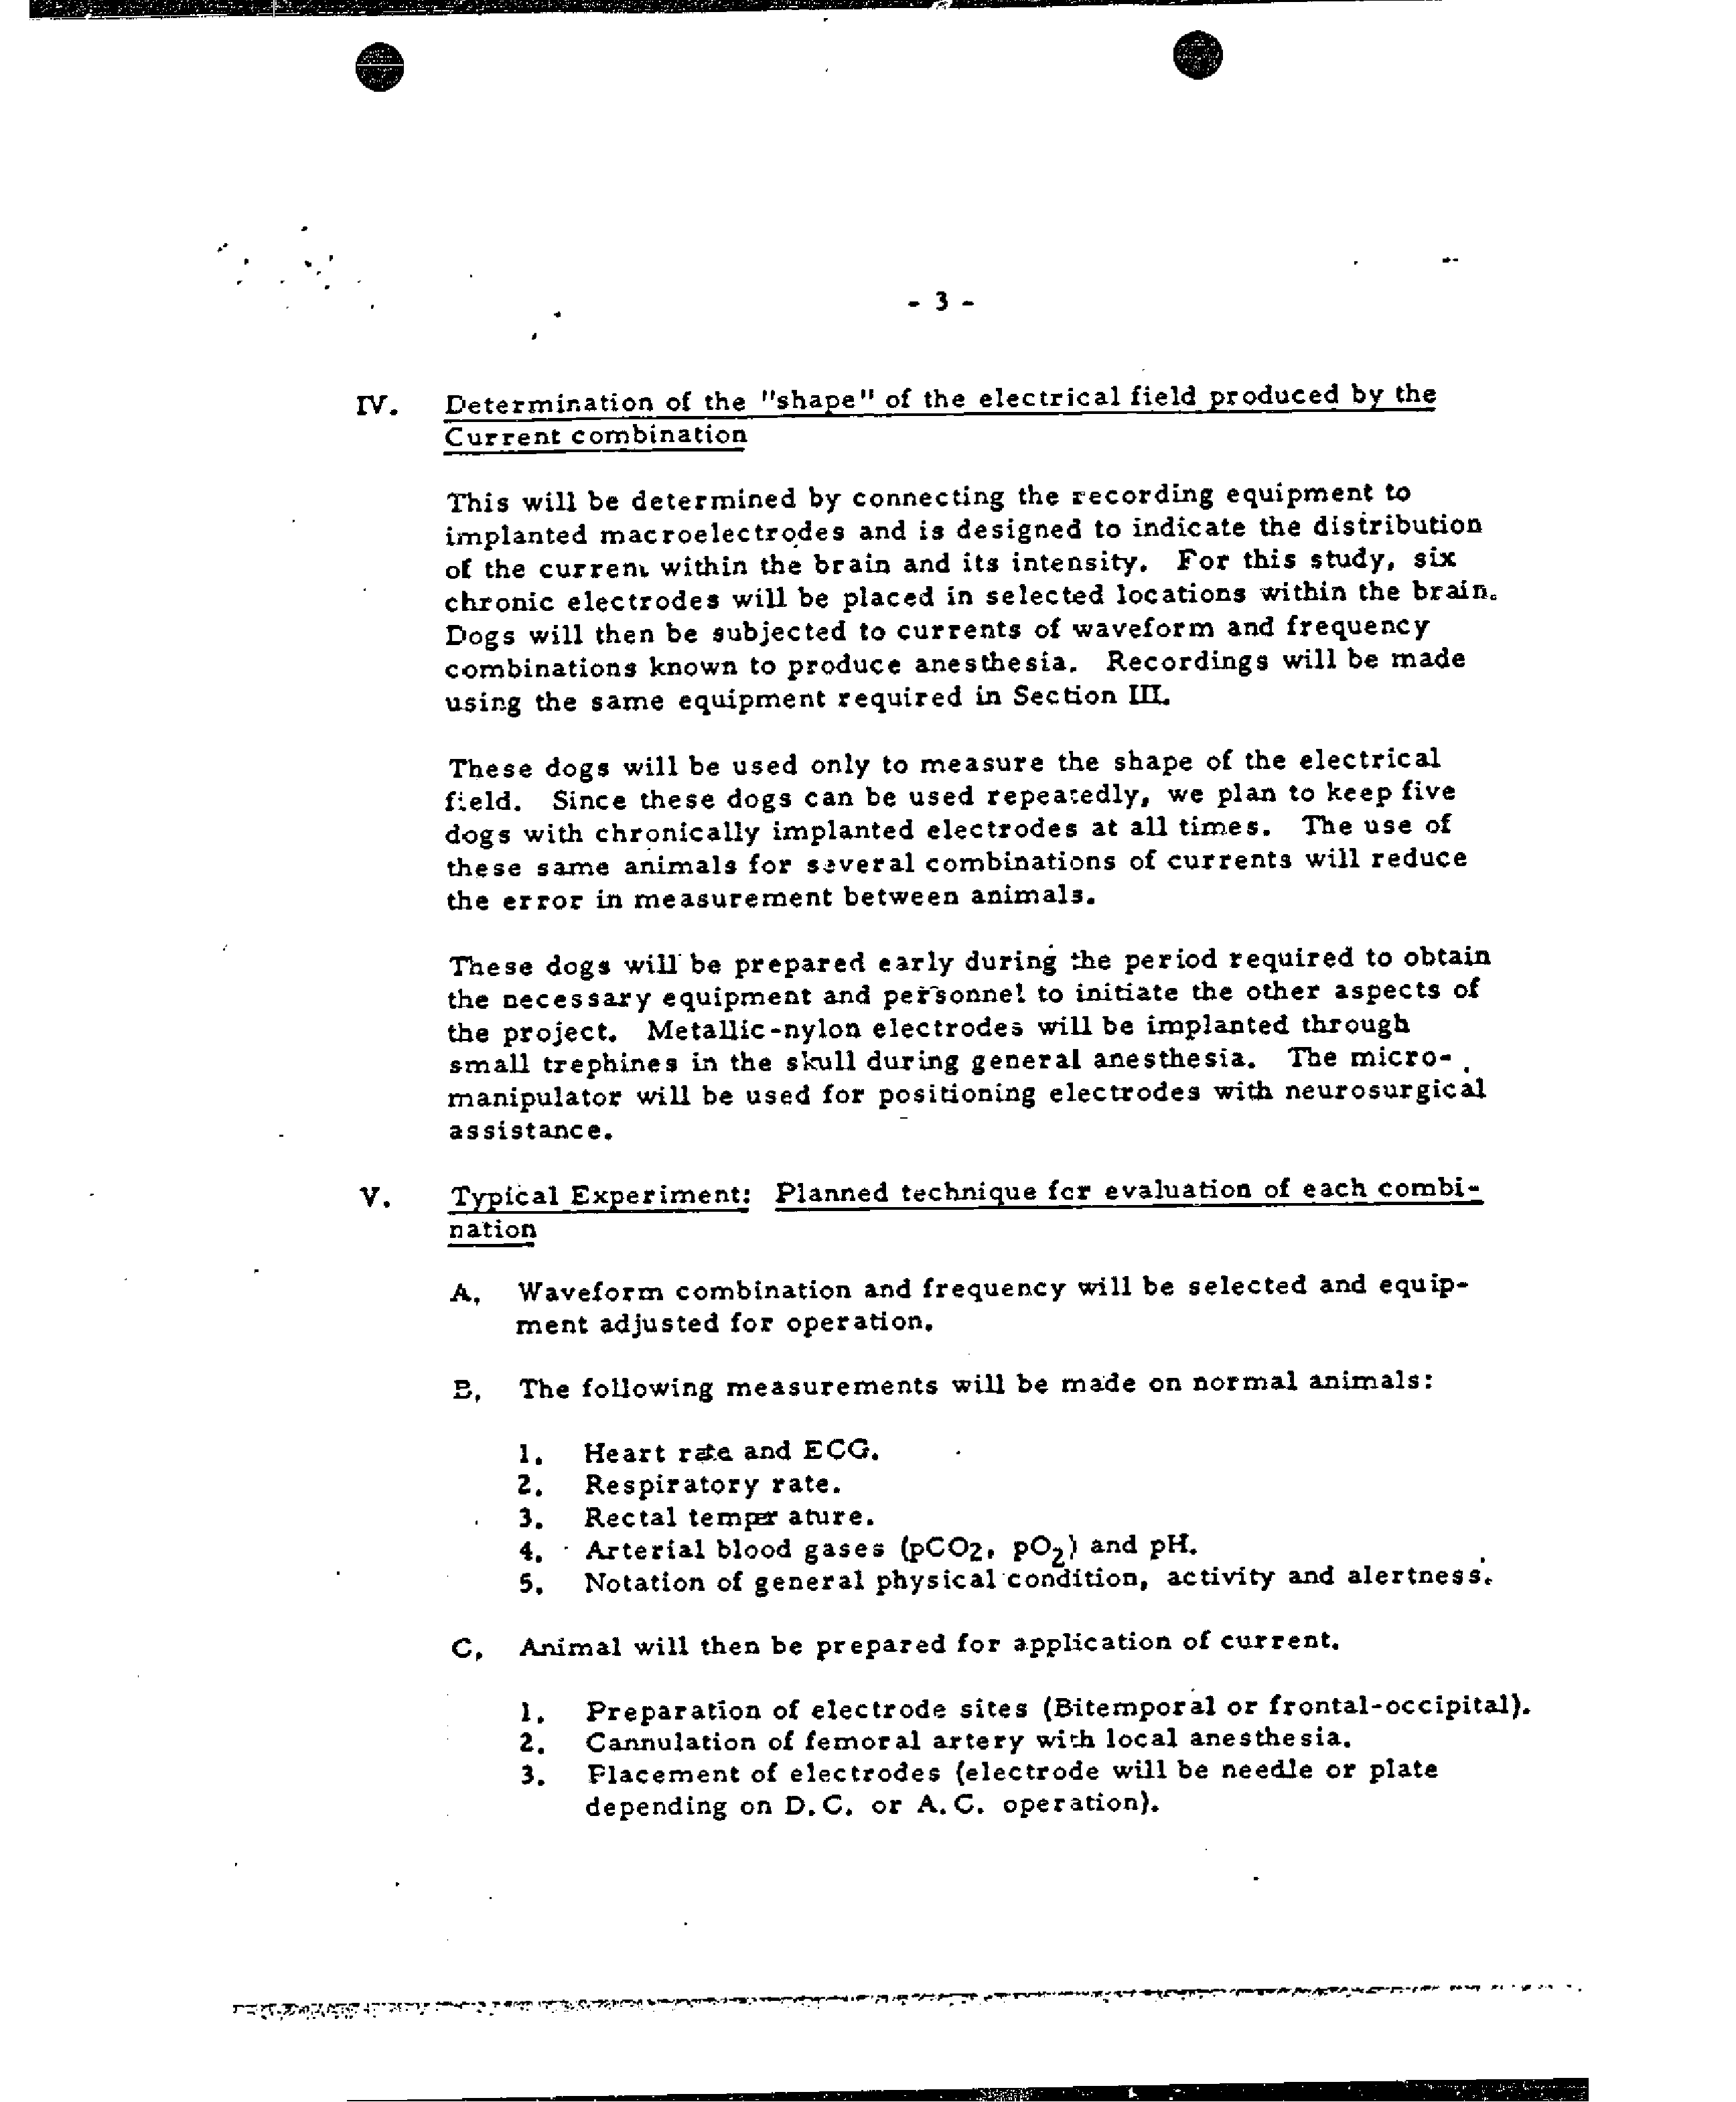 - 3 -
IV. Determination of the "shape" of the electrical field produced by the
Current combination
This will be determined by connecting the recording equipment to
implanted macroelectrodes and is designed to indicate the distribution
of the current within the brain and its intensity. For this study, six
chronic electrodes will be placed in selected locations within the brain.
Dogs will then be subjected to currents of waveform and frequency
combinations known to produce anesthesia. Recordings will be made
using the same equipment required in Section III.
These dogs will be used only to measure the shape of the electrical
field. Since these dogs can be used repeatedly, we plan to keep five
dogs with chronically implanted electrodes at all times. The use of
these same animals for several combinations of currents will reduce
the error in measurement between animals.
These dogs will be prepared early during the period required to obtain
the necessary equipment and personnel to initiate the other aspects of
the project. Metallic-nylon electrodes will be implanted through
small trephines in the skull during general anesthesia. The micro-
manipulator will be used for positioning electrodes with neurosurgical
assistance.
V. Typical Experiment: Planned technique for evaluation of each combi-
nation
A. Waveform combination and frequency will be selected and equip-
ment adjusted for operation.
B. The following measurements will be made on normal animals:
1. Heart rate and ECG.
2. Respiratory rate.
3. Rectal temper ature.
4. Arterial blood gases (pCO2, pO2) and pH.
5. Notation of general physical condition, activity and alertness.
C. Animal will then be prepared for application of current.
1. Preparation of electrode sites (Bitemporal or frontal-occipital).
2. Cannulation of femoral artery with local anesthesia.
3. Placement of electrodes (electrode will be needle or plate
depending on D.C. or A.C. operation).